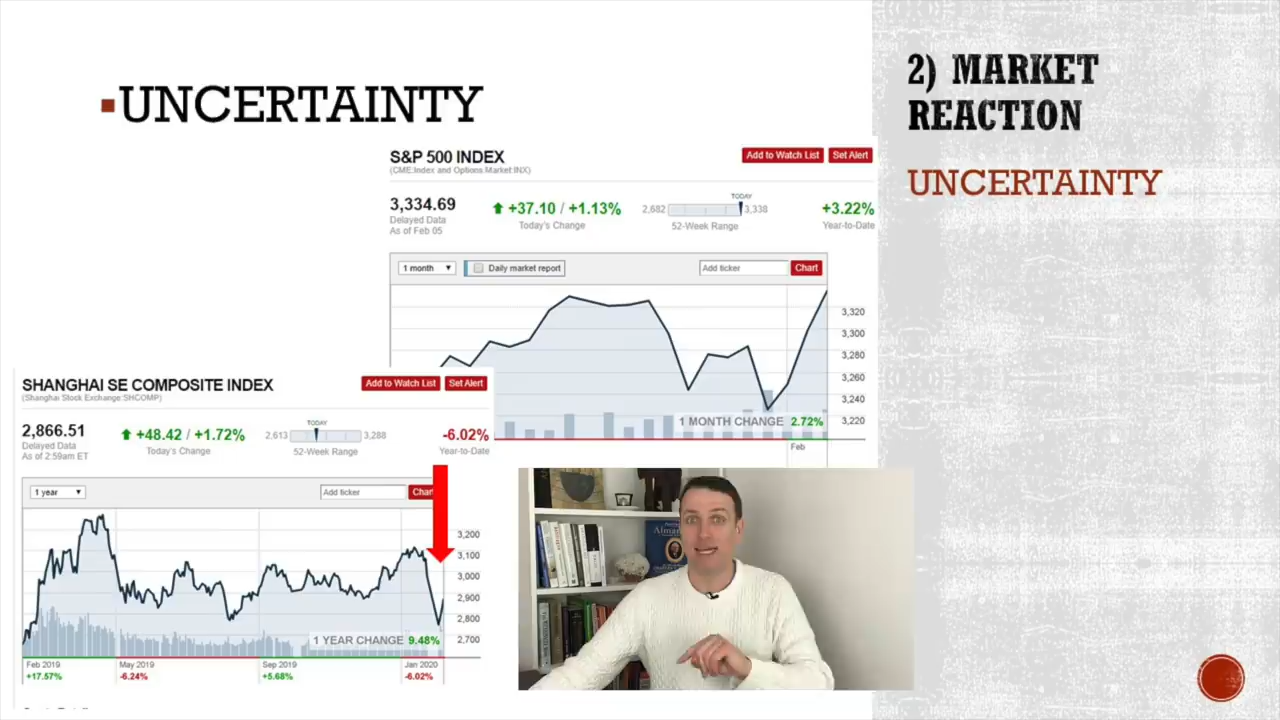 ▪UNCERTAINTY
2) MARKET
REACTION
UNCERTAINTY
S&P 500 INDEX
(CME:Index and Options Market:INX)
Add to Watch List
Set Alert
3,334.69
Delayed Data
As of Feb 05
+37.10 / +1.13%
Today's Change
TODAY
2,682
3,338
52-Week Range
+3.22%
Year-to-Date
1 month
Daily market report
Add ticker
Chart
3,320
3,300
3,280
3,260
3,240
3,220
1 MONTH CHANGE 2.72%
Feb
SHANGHAI SE COMPOSITE INDEX
(Shanghai Stock Exchange:SHCOMP)
Add to Watch List
Set Alert
2,866.51
Delayed Data
As of 2:59am ET
+48.42 / +1.72%
Today's Change
TODAY
2,613
3,288
52-Week Range
-6.02%
Year-to-Date
1 year
Add ticker
Chart
3,200
3,100
3,000
2,900
2,800
2,700
1 YEAR CHANGE 9.48%
Feb 2019
+17.57%
May 2019
-6.24%
Sep 2019
+5.68%
Jan 2020
-6.02%